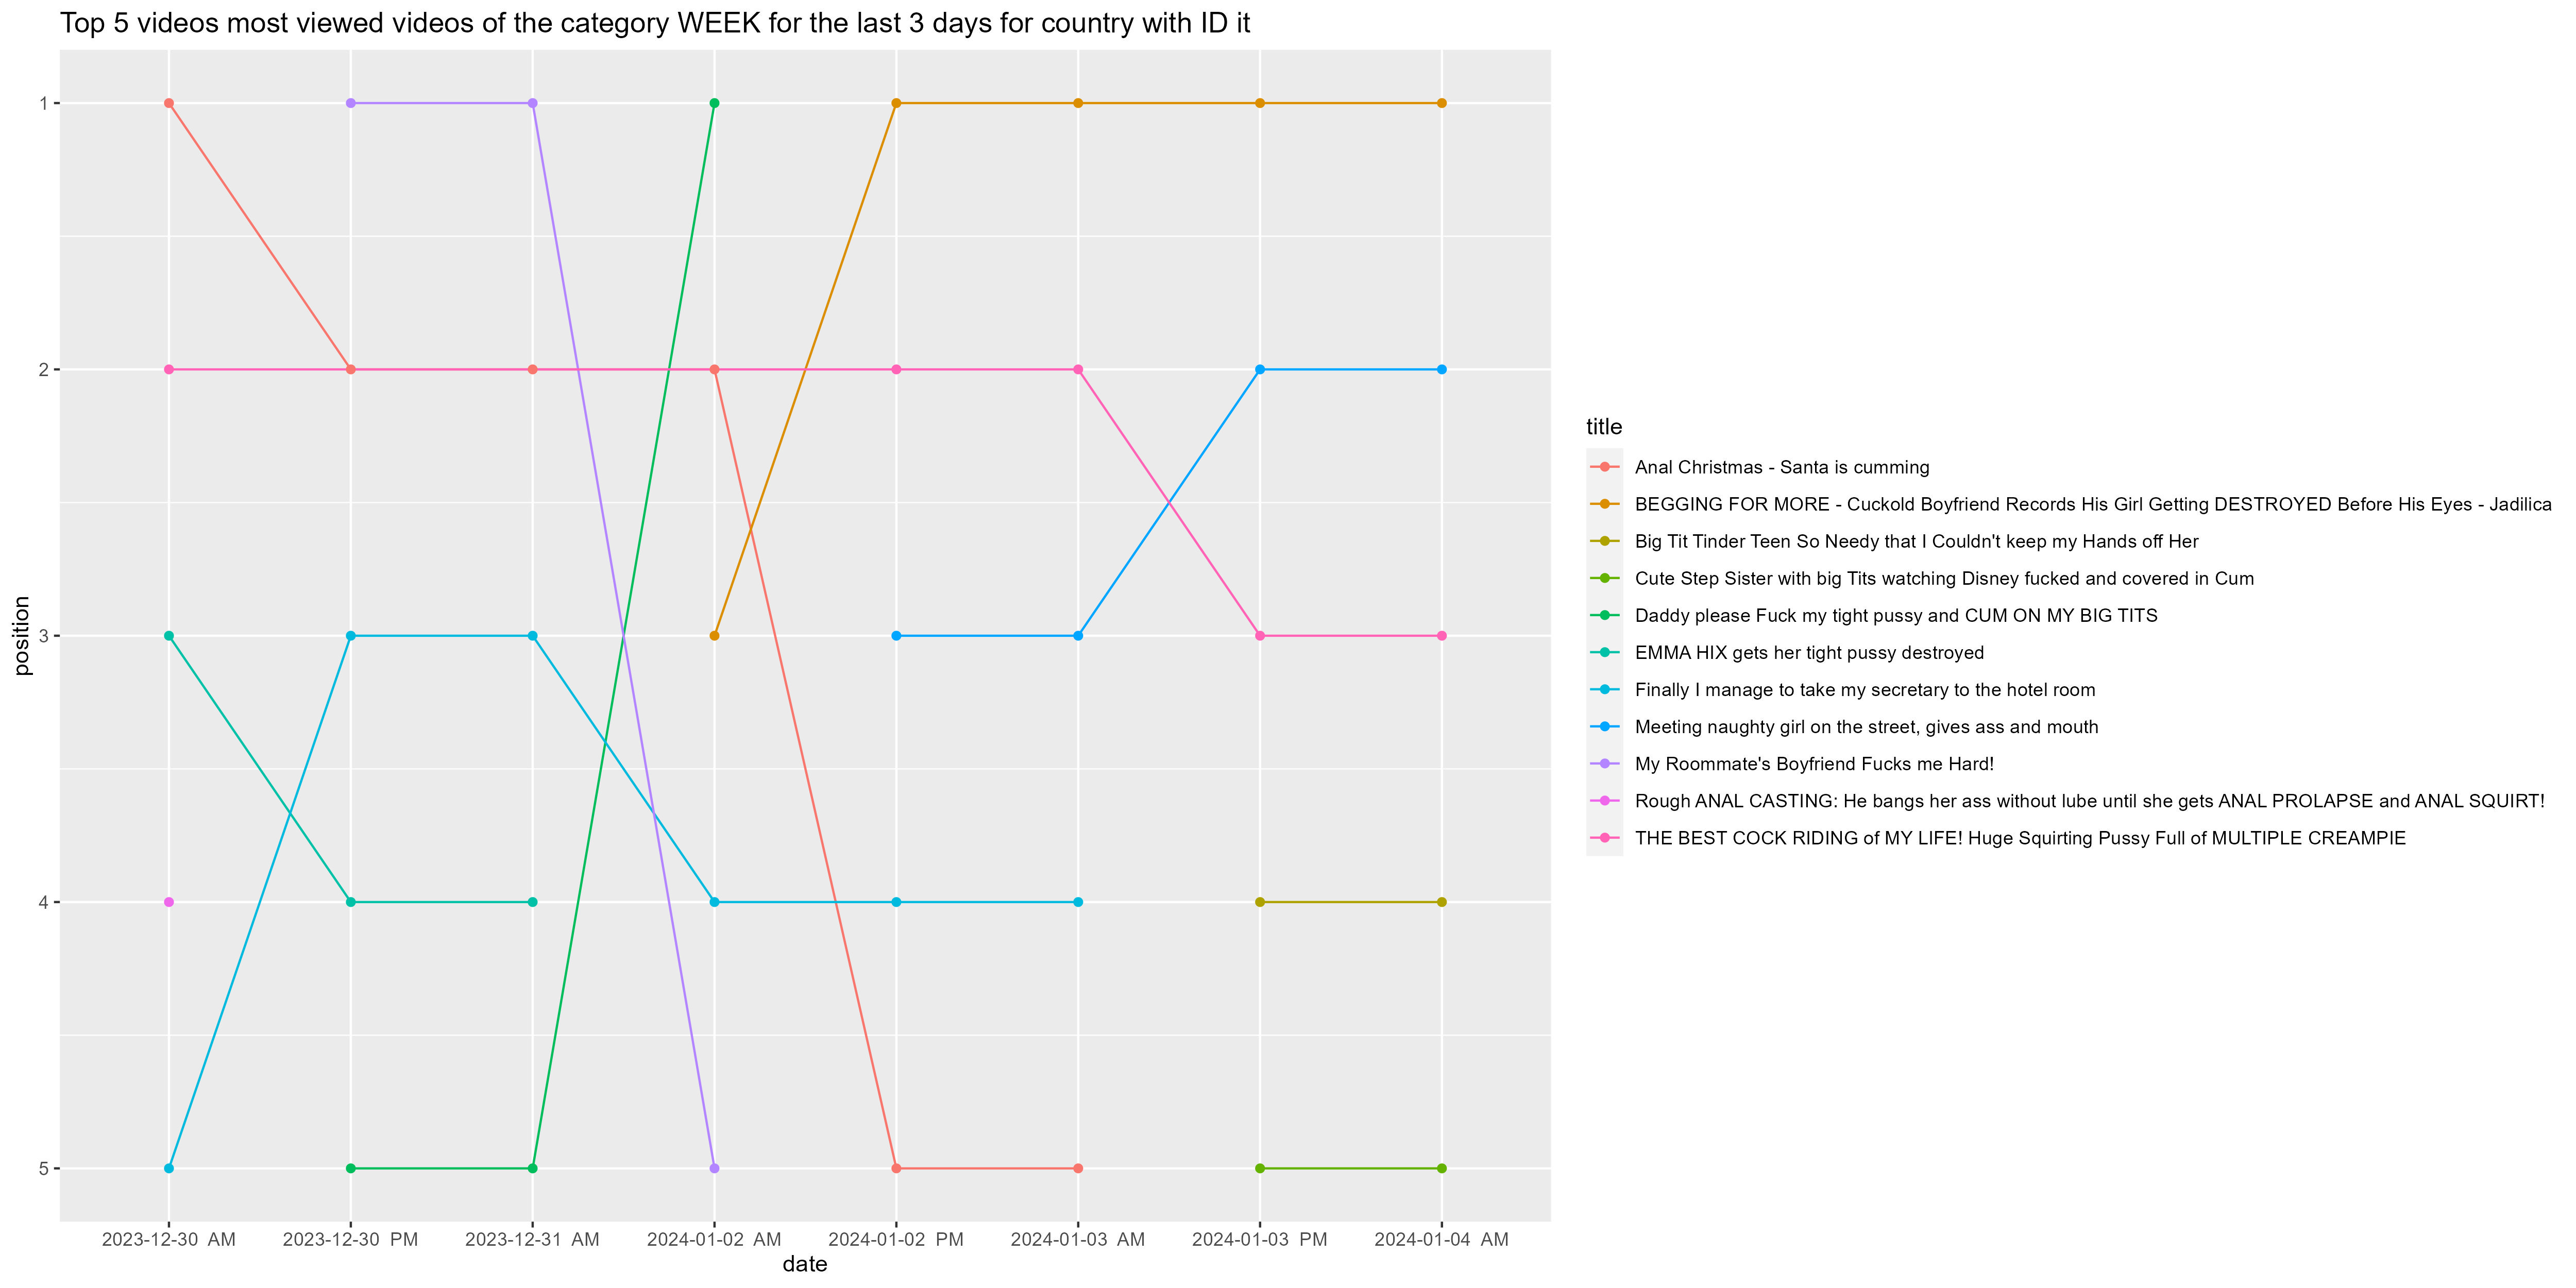 Top 5 videos most viewed videos of the category WEEK for the last 3 days for country with ID it
position
1
2
3
4
5
2023-12-30 AM
2023-12-30 PM
2023-12-31 AM
2024-01-02 AM
2024-01-02 PM
2024-01-03 AM
2024-01-03 PM
2024-01-04 AM
date
title
Anal Christmas - Santa is cumming
BEGGING FOR MORE - Cuckold Boyfriend Records His Girl Getting DESTROYED Before His Eyes - Jadilica
Big Tit Tinder Teen So Needy that I Couldn't keep my Hands off Her
Cute Step Sister with big Tits watching Disney fucked and covered in Cum
Daddy please Fuck my tight pussy and CUM ON MY BIG TITS
EMMA HIX gets her tight pussy destroyed
Finally I manage to take my secretary to the hotel room
Meeting naughty girl on the street, gives ass and mouth
My Roommate's Boyfriend Fucks me Hard!
Rough ANAL CASTING: He bangs her ass without lube until she gets ANAL PROLAPSE and ANAL SQUIRT!
THE BEST COCK RIDING of MY LIFE! Huge Squirting Pussy Full of MULTIPLE CREAMPIE